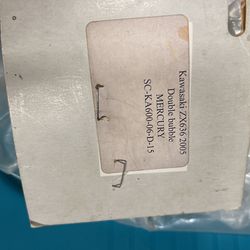 Kawasaki ZX636 2005
Double bubble
MERCURY
SC-KA600-06-D-15